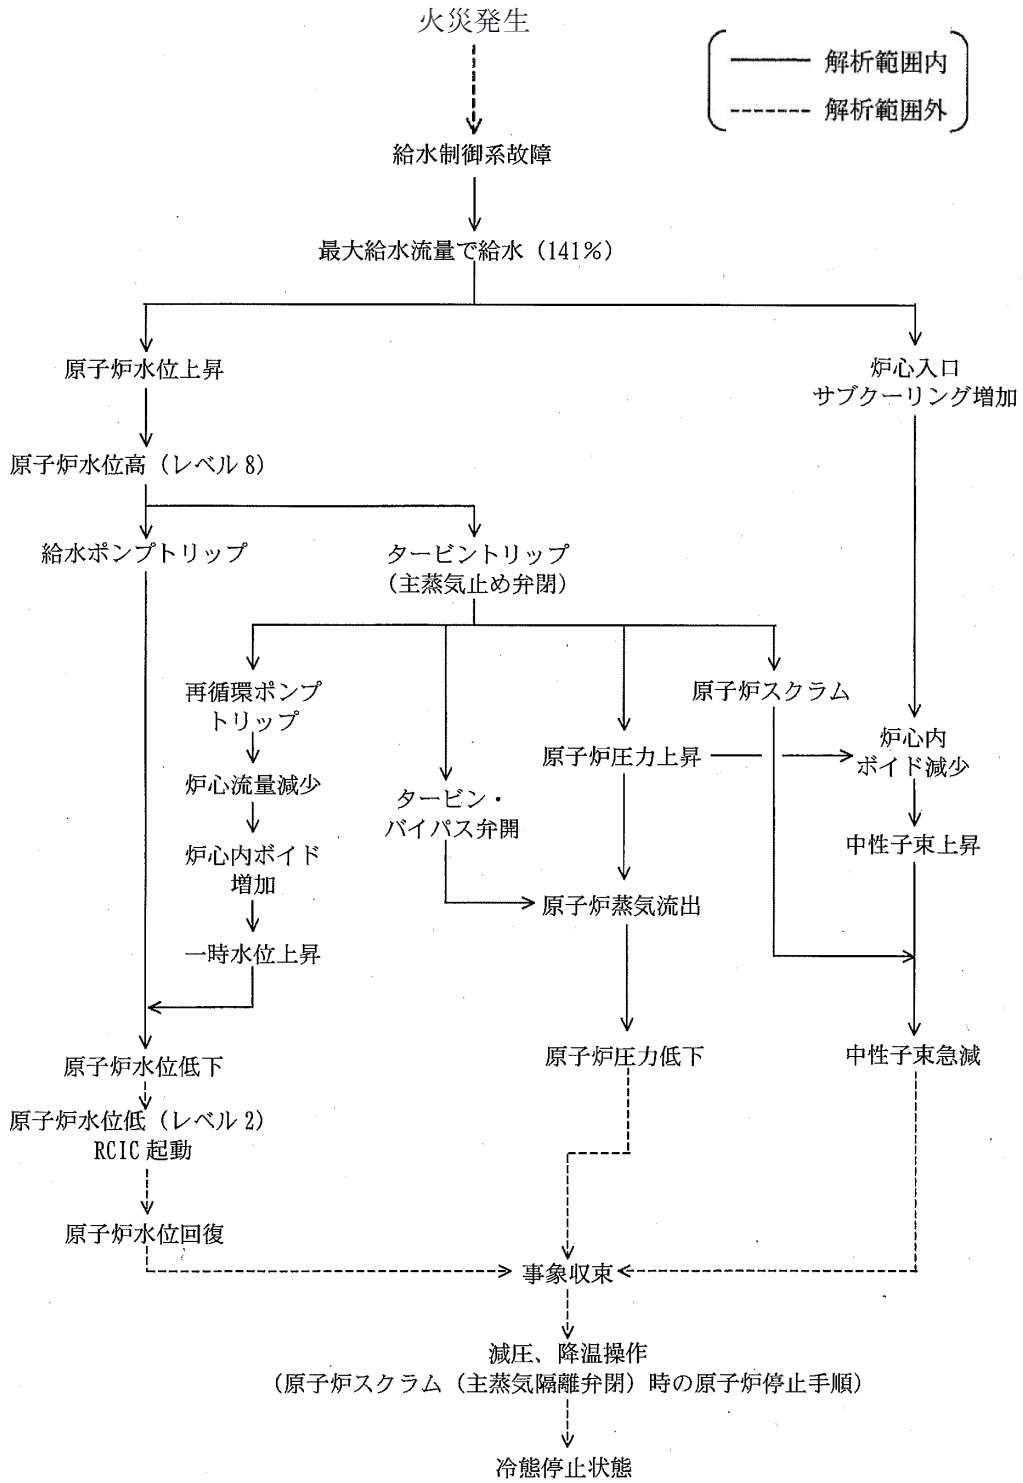 火災発生
解析範囲内
解析範囲外
給水制御系故障
最大給水流量で給水（141％）
原子炉水位上昇
炉心入口
サブクーリング増加
原子炉水位高（レベル8）
給水ポンプトリップ
タービントリップ
（主蒸気止め弁閉）
再循環ポンプ
トリップ
原子炉スクラム
炉心内
ボイド減少
原子炉圧力上昇
炉心流量減少
タービン・
バイパス弁開
中性子束上昇
炉心内ボイド
増加
原子炉蒸気流出
一時水位上昇
原子炉水位低下
原子炉圧力低下
中性子束急減
原子炉水位低（レベル2）
RCIC起動
原子炉水位回復
事象収束
減圧、降温操作
（原子炉スクラム（主蒸気隔離弁閉）時の原子炉停止手順）
冷態停止状態